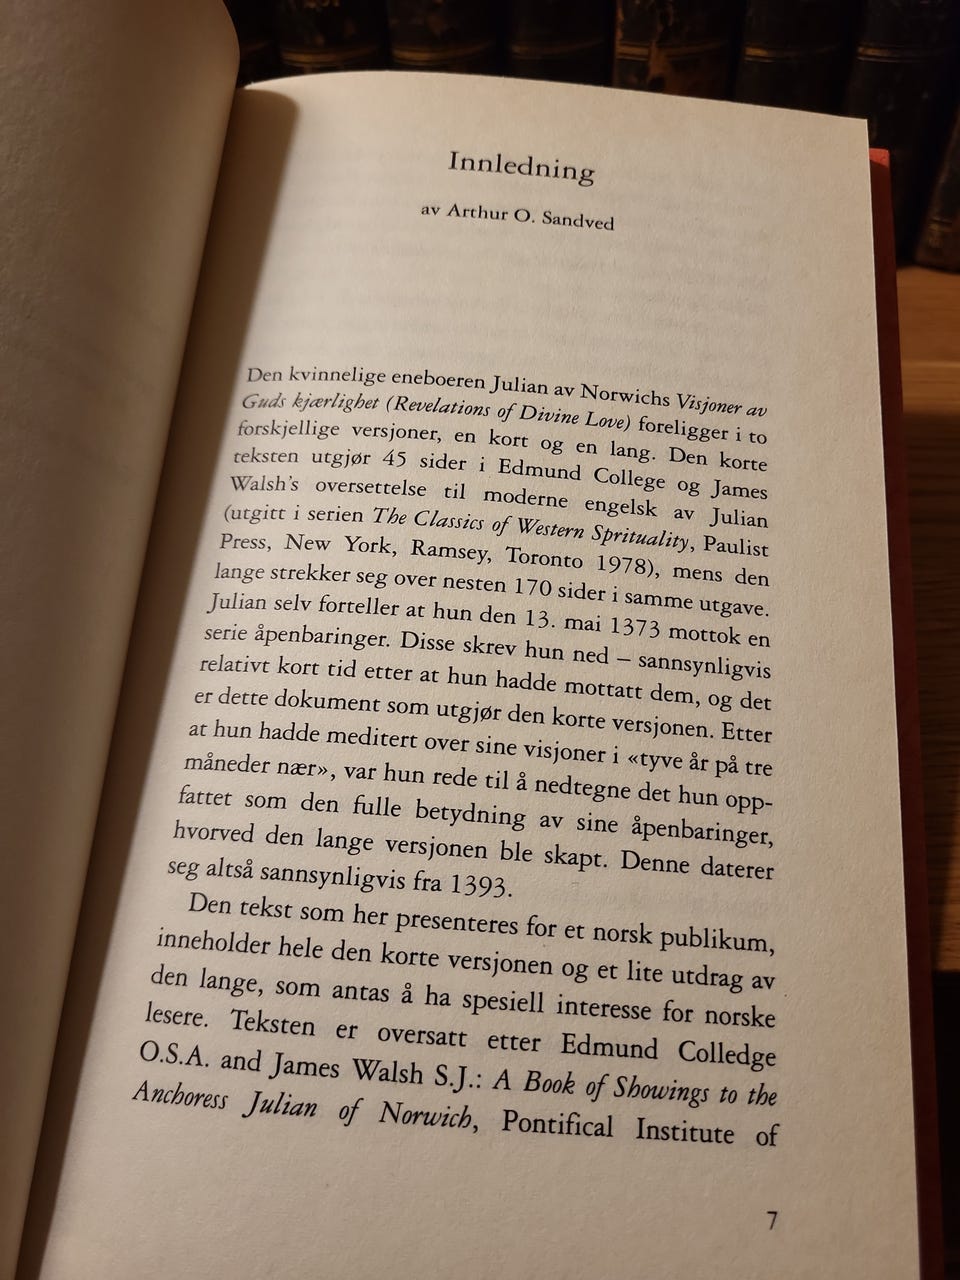 Innledning
av Arthur O. Sandved
Den kvinnelige eneboeren Julian av Norwichs Visjoner av
Guds kjærlighet (Revelations of Divine Love) foreligger i to
forskjellige versjoner, en kort og en lang. Den korte
teksten utgjør 45 sider i Edmund College og James
Walsh's oversettelse til moderne engelsk av Julian
(utgitt i serien The Classics of Western Sprituality, Paulist
Press, New York, Ramsey, Toronto 1978), mens den
lange strekker seg over nesten 170 sider i samme utgave.
Julian selv forteller at hun den 13. mai 1373 mottok en
serie åpenbaringer. Disse skrev hun ned – sannsynligvis
relativt kort tid etter at hun hadde mottatt dem, og det
er dette dokument som utgjør den korte versjonen. Etter
at hun hadde meditert over sine visjoner i «tyve år på tre
måneder nær», var hun rede til å nedtegne det hun opp-
fattet som den fulle betydning av sine åpenbaringer,
hvorved den lange versjonen ble skapt. Denne daterer
seg altså sannsynligvis fra 1393.
Den tekst som her presenteres for et norsk publikum,
inneholder hele den korte versjonen og et lite utdrag av
den lange, som antas å ha spesiell interesse for norske
lesere. Teksten er oversatt etter Edmund Colledge
O.S.A. and James Walsh S.J.: A Book of Showings to the
Anchoress Julian of Norwich, Pontifical Institute of
7